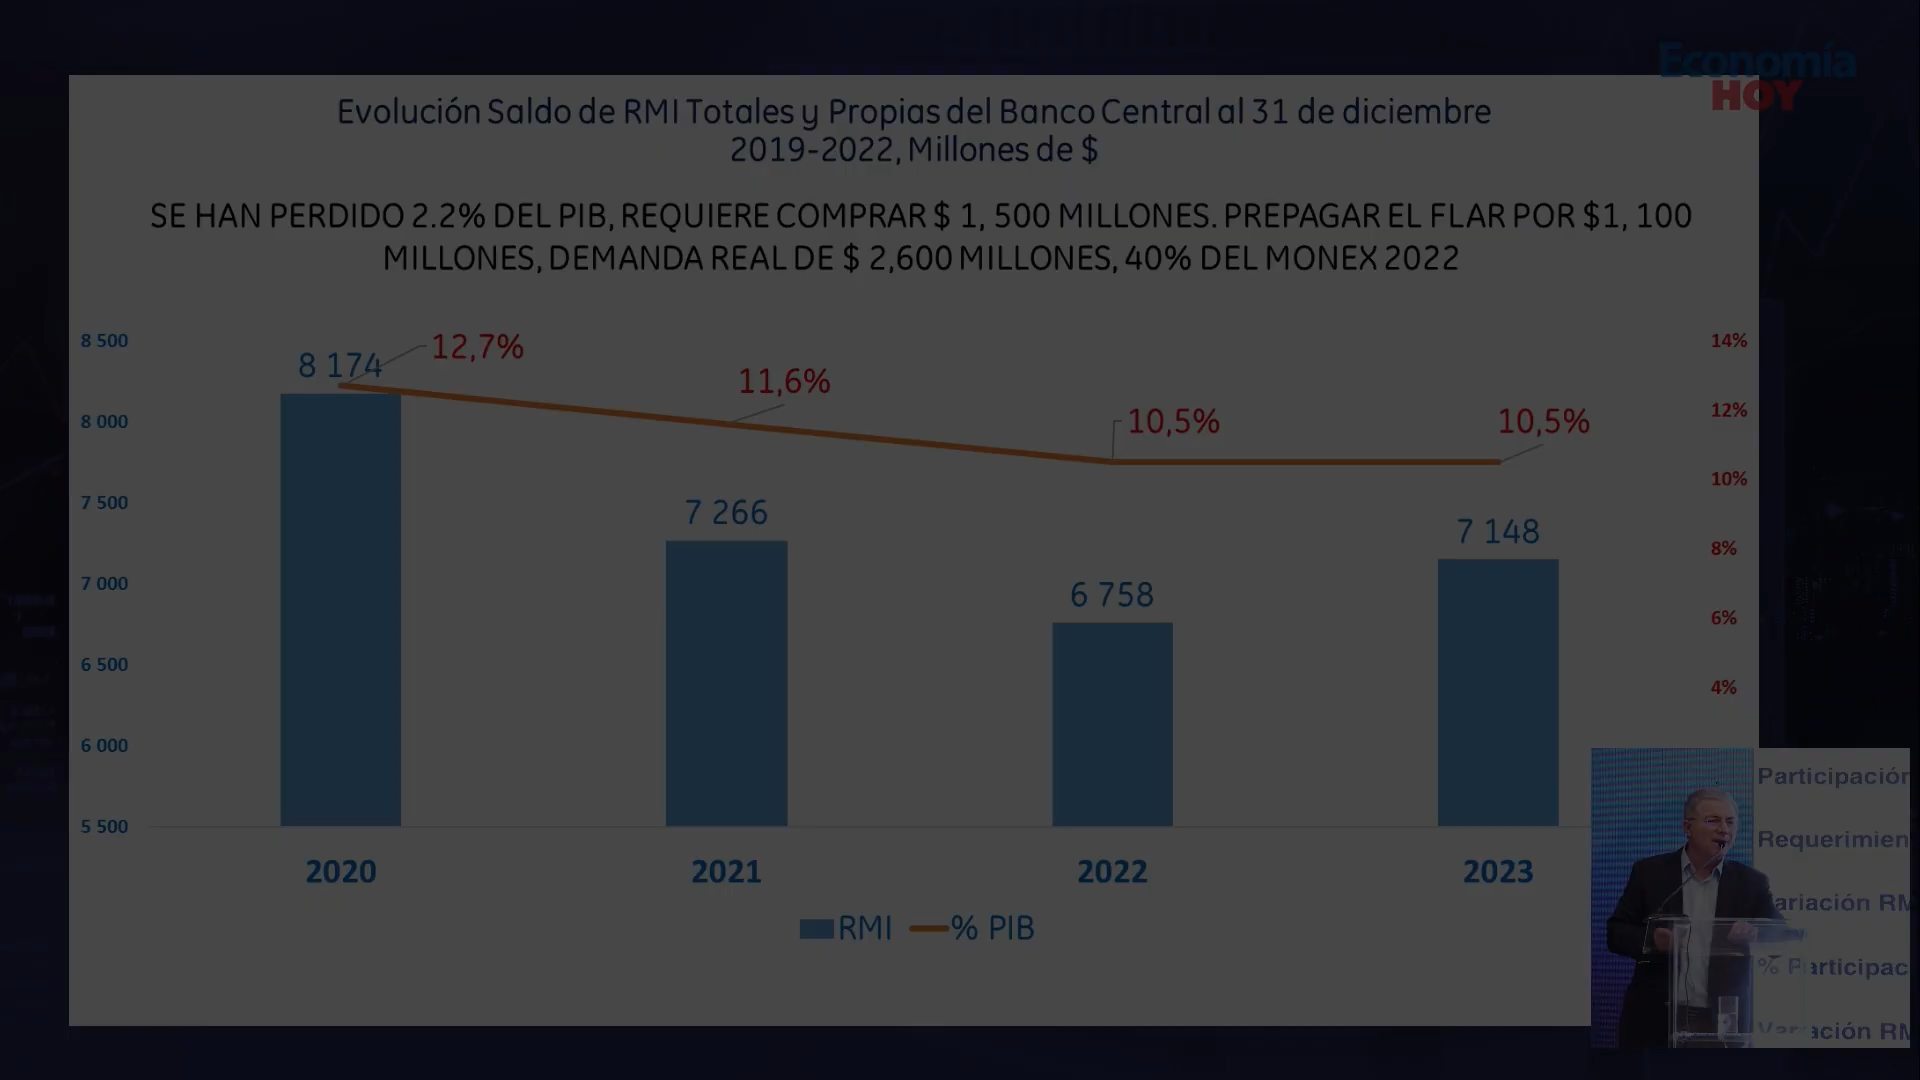 Economía
HOY
Evolución Saldo de RMI Totales y Propias del Banco Central al 31 de diciembre
2019-2022, Millones de $
SE HAN PERDIDO 2.2% DEL PIB, REQUIERE COMPRAR $ 1, 500 MILLONES. PREPAGAR EL FLAR POR $1, 100
MILLONES, DEMANDA REAL DE $ 2,600 MILLONES, 40% DEL MONEX 2022
8 500
8 000
7 500
7 000
6 500
6 000
5 500
8 174
12,7%
11,6%
10,5%
10,5%
7 266
6 758
7 148
14%
12%
10%
8%
6%
4%
2020
2021
2022
2023
RMI
% PIB
Participación
Requerimien
ariación RM
% Participac
Variación RM